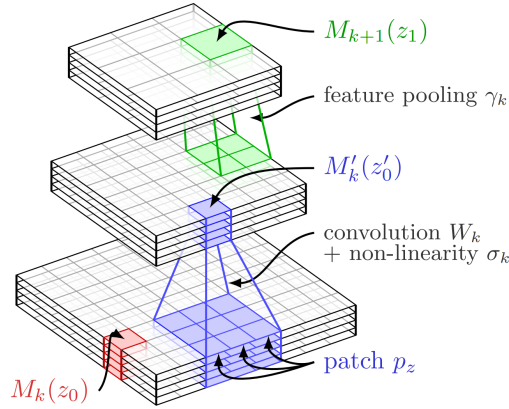 M_{k+1}(z_1)
feature pooling γ_k
M'_k(z'_0)
convolution W_k
+ non-linearity σ_k
patch p_z
M_k(z_0)